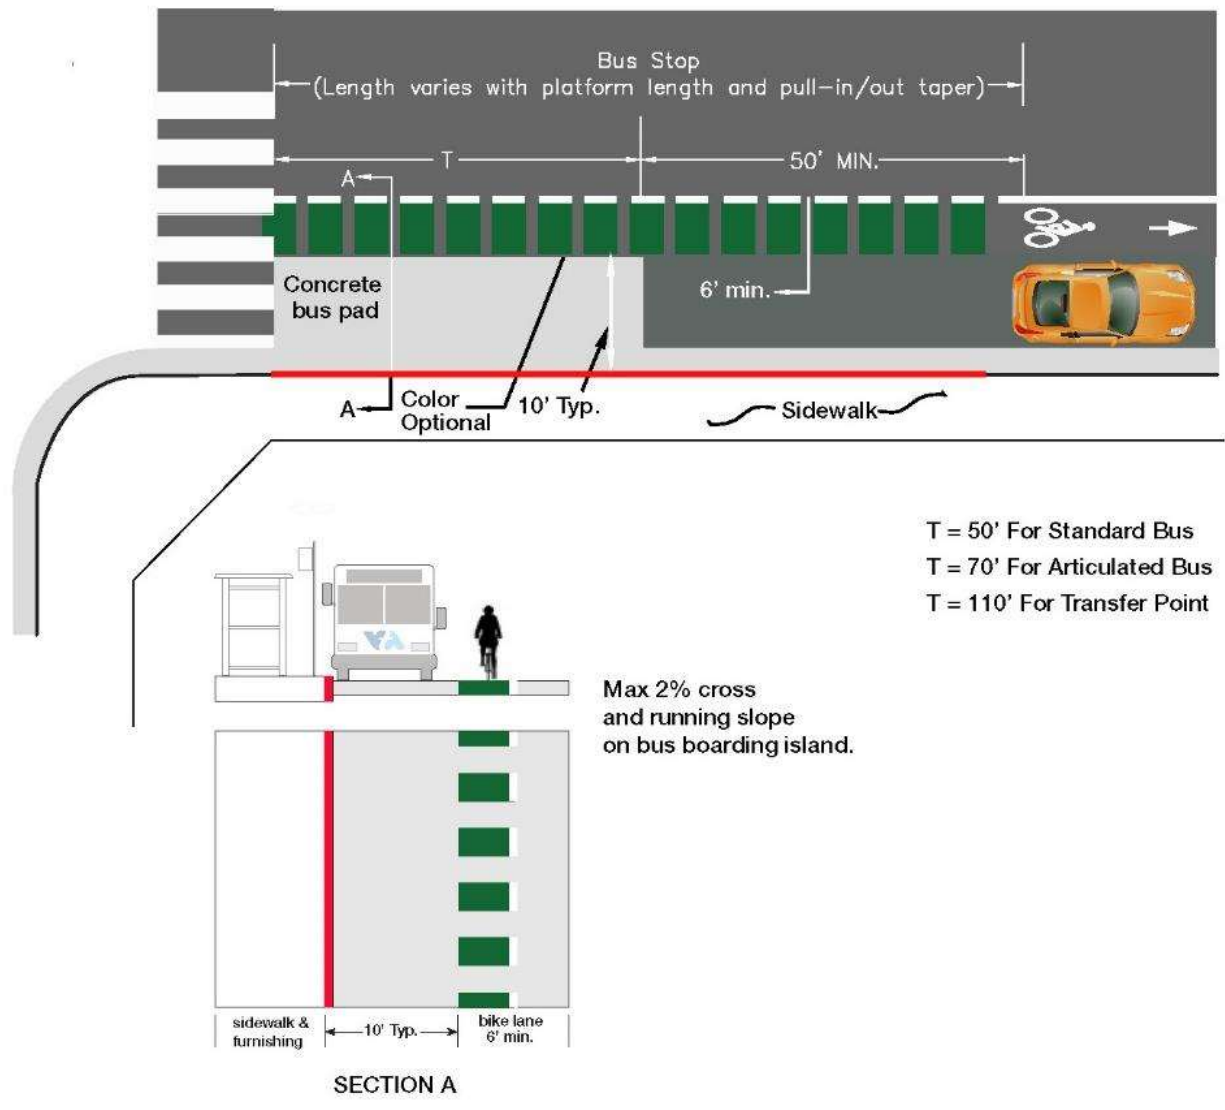 Bus Stop
(Length varies with platform length and pull-in/out taper)
T
50' MIN.
A
Concrete
bus pad
6' min.
A
Color
Optional
10' Typ.
Sidewalk
T = 50' For Standard Bus
T = 70' For Articulated Bus
T = 110' For Transfer Point
VTA
Max 2% cross
and running slope
on bus boarding island.
sidewalk &
furnishing
10' Typ.
bike lane
6' min.
SECTION A